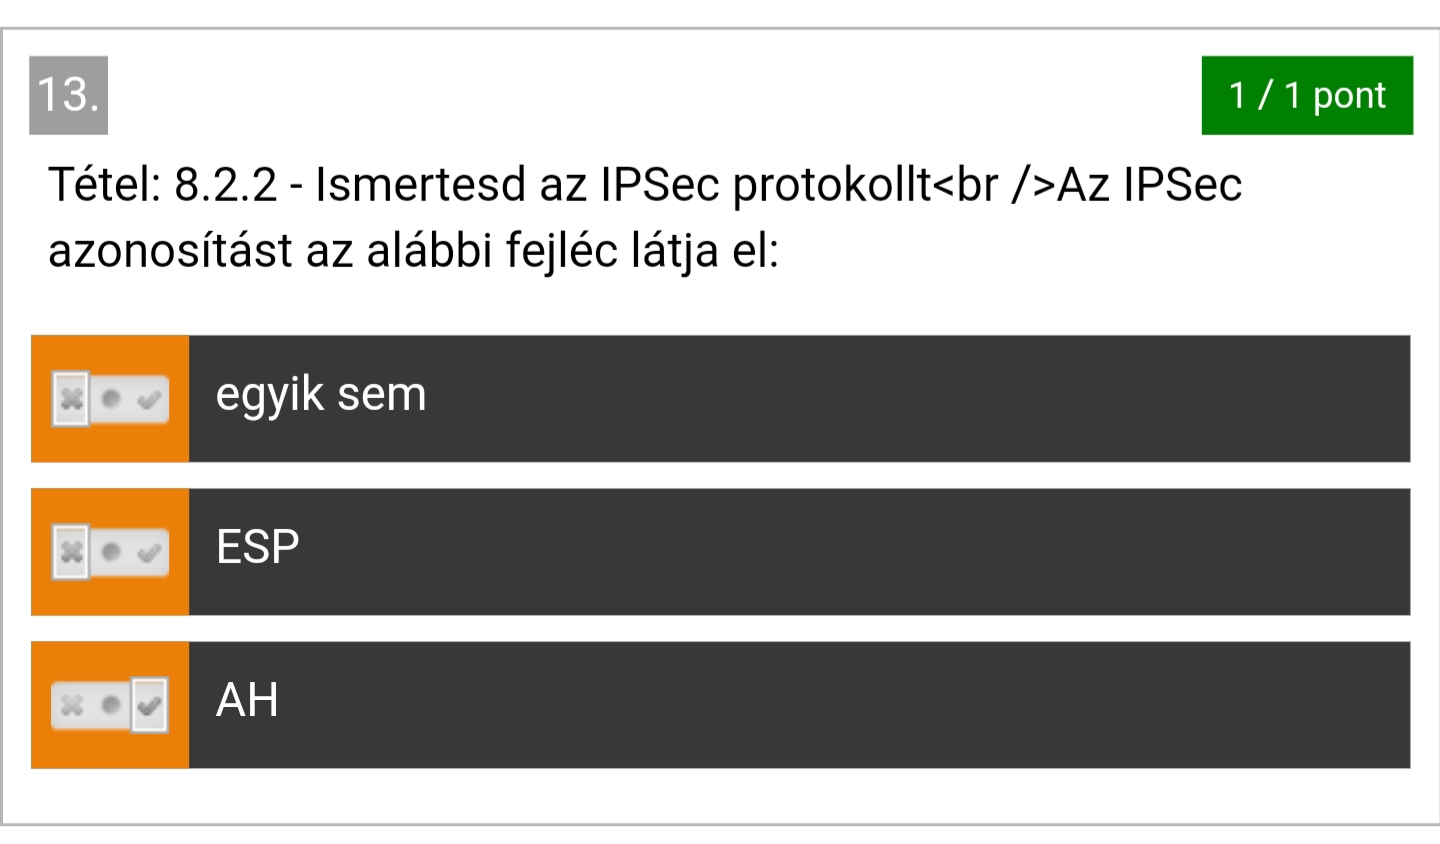 13.
1 / 1 pont
Tétel: 8.2.2 - Ismertesd az IPSec protokollt<br />Az IPSec
azonosítást az alábbi fejléc látja el:
egyik sem
ESP
AH